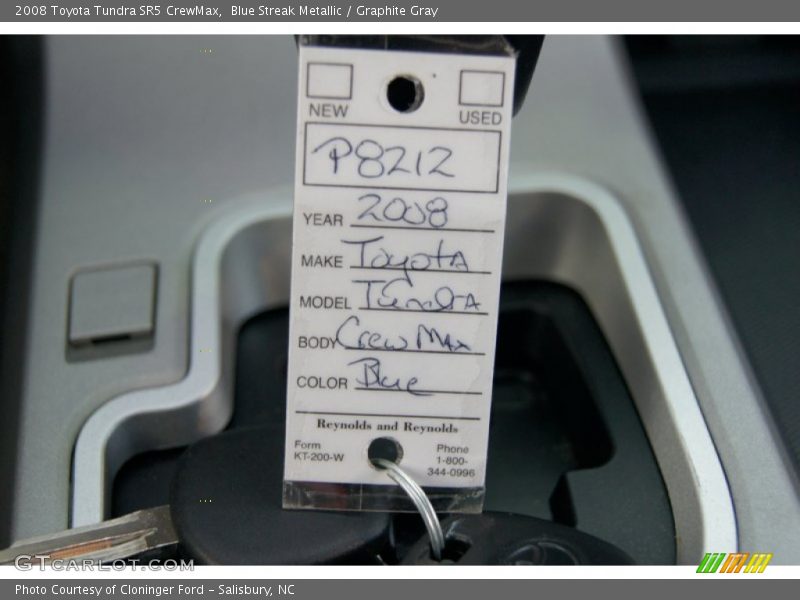 2008 Toyota Tundra SR5 CrewMax, Blue Streak Metallic / Graphite Gray
NEW USED
P8212
YEAR 2008
MAKE Toyota
MODEL Tundra
BODY Crew Max
COLOR Blue
Reynolds and Reynolds
Form KT-200-W
Phone 1-800-344-0996
GTCARLOT.COM
Photo Courtesy of Cloninger Ford - Salisbury, NC